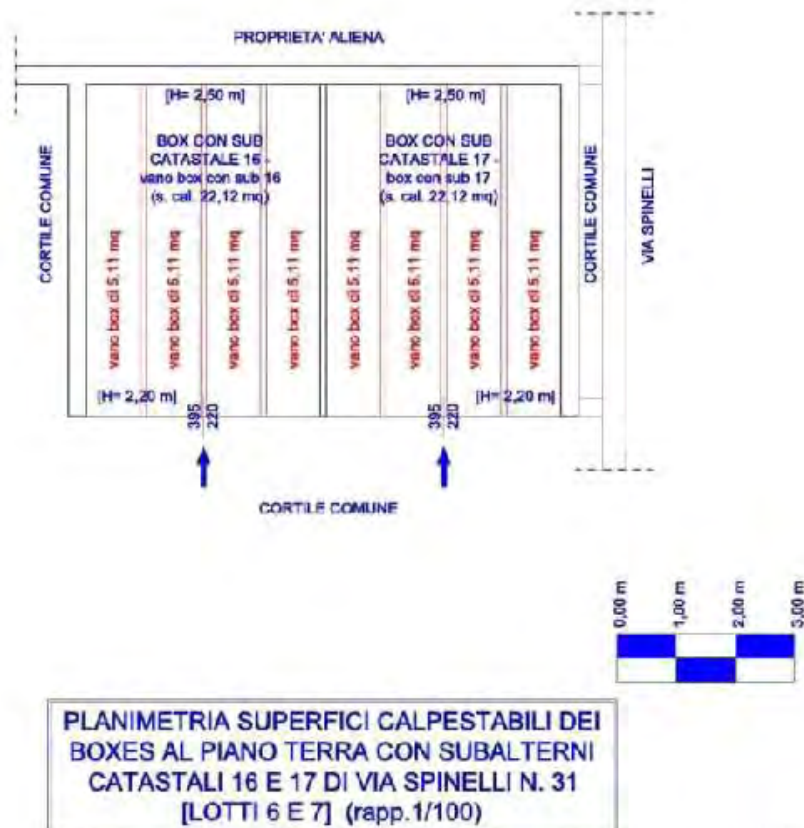 PROPRIETA' ALIENA
[H= 2,50 m]
[H= 2,50 m]
BOX CON SUB
CATASTALE 16 -
vano box con sub 16
(s. cal. 22,12 mq)
BOX CON SUB
CATASTALE 17 -
box con sub 17
(s. cal. 22,12 mq)
CORTILE COMUNE
vano box di 5,11 mq
vano box di 5,11 mq
vano box di 5,11 mq
vano box di 5,11 mq
vano box di 5,11 mq
vano box di 5,11 mq
vano box di 5,11 mq
vano box di 5,11 mq
CORTILE COMUNE
VIA SPINELLI
[H= 2,20 m]
[H= 2,20 m]
395
220
395
220
CORTILE COMUNE
0,00 m
1,00 m
2,00 m
3,00 m
PLANIMETRIA SUPERFICI CALPESTABILI DEI
BOXES AL PIANO TERRA CON SUBALTERNI
CATASTALI 16 E 17 DI VIA SPINELLI N. 31
[LOTTI 6 E 7] (rapp.1/100)